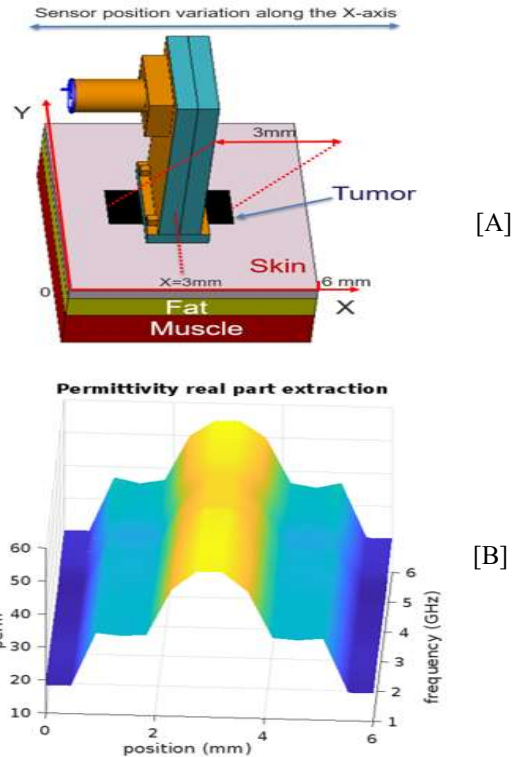 Sensor position variation along the X-axis
Y
3mm
Tumor
[A]
Skin
X=3mm
6 mm
0
X
Fat
Muscle
Permittivity real part extraction
[B]
60
50
40
30
20
10
6
5
4
3
2
1
frequency (GHz)
0
2
4
6
position (mm)